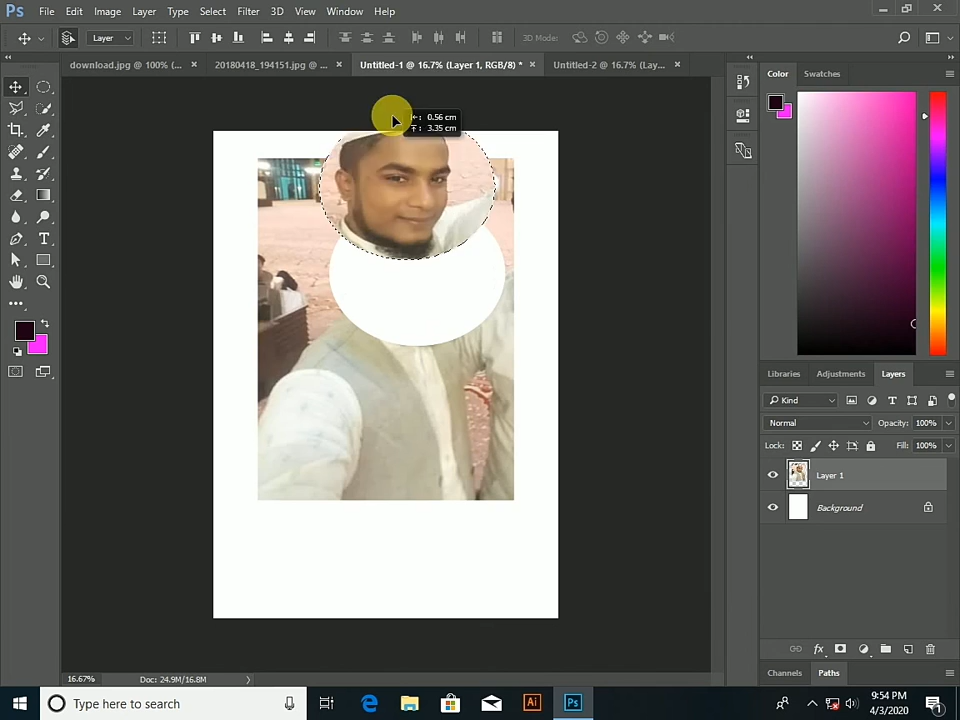 Ps File Edit Image Layer Type Select Filter 3D View Window Help
Layer 3D Mode:
download.jpg @ 100% (... × 20180418_194151.jpg @ ... × Untitled-1 @ 16.7% (Layer 1, RGB/8) * × Untitled-2 @ 16.7% (Lay... ×
Color Swatches
0.56 cm
3.35 cm
Libraries Adjustments Layers
Kind
Normal Opacity: 100%
Lock: Fill: 100%
Layer 1
Background
fx
Channels Paths
16.67% Doc: 24.9M/16.8M
Type here to search
Ai Ps
9:54 PM
4/3/2020